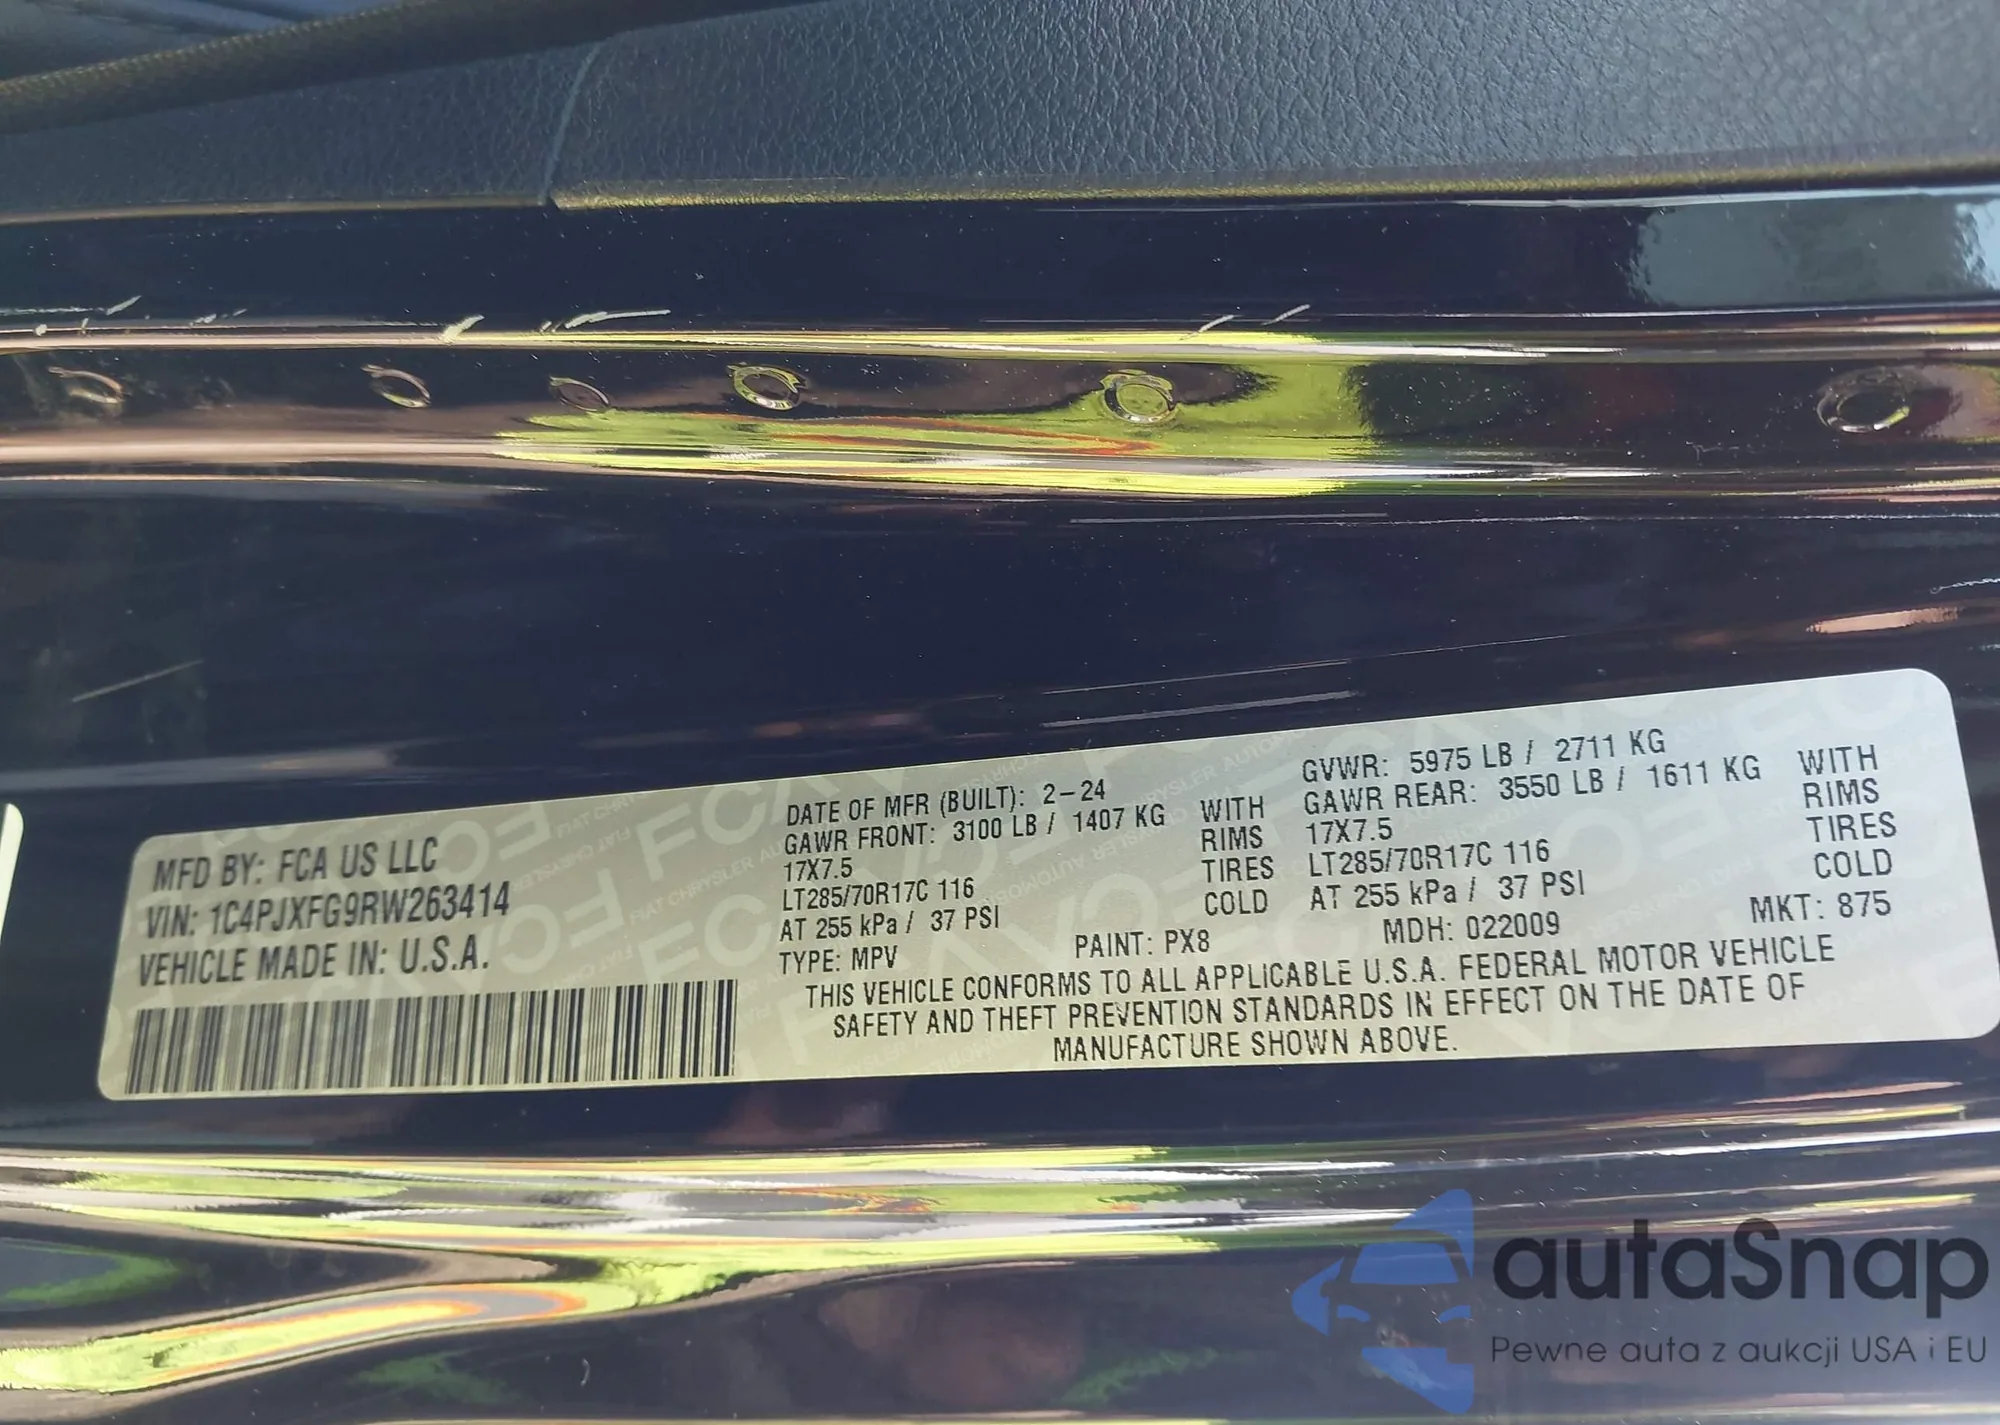 MFD BY: FCA US LLC
VIN: 1C4PJXFG9RW263414
VEHICLE MADE IN: U.S.A.
DATE OF MFR (BUILT): 2-24
GVWR: 5975 LB / 2711 KG
GAWR FRONT: 3100 LB / 1407 KG WITH
GAWR REAR: 3550 LB / 1611 KG WITH
17X7.5 RIMS
17X7.5 RIMS
LT285/70R17C 116 TIRES
LT285/70R17C 116 TIRES
AT 255 kPa / 37 PSI COLD
AT 255 kPa / 37 PSI COLD
TYPE: MPV PAINT: PX8 MDH: 022009 MKT: 875
THIS VEHICLE CONFORMS TO ALL APPLICABLE U.S.A. FEDERAL MOTOR VEHICLE
SAFETY AND THEFT PREVENTION STANDARDS IN EFFECT ON THE DATE OF
MANUFACTURE SHOWN ABOVE.
autaSnap
Pewne auta z aukcji USA i EU